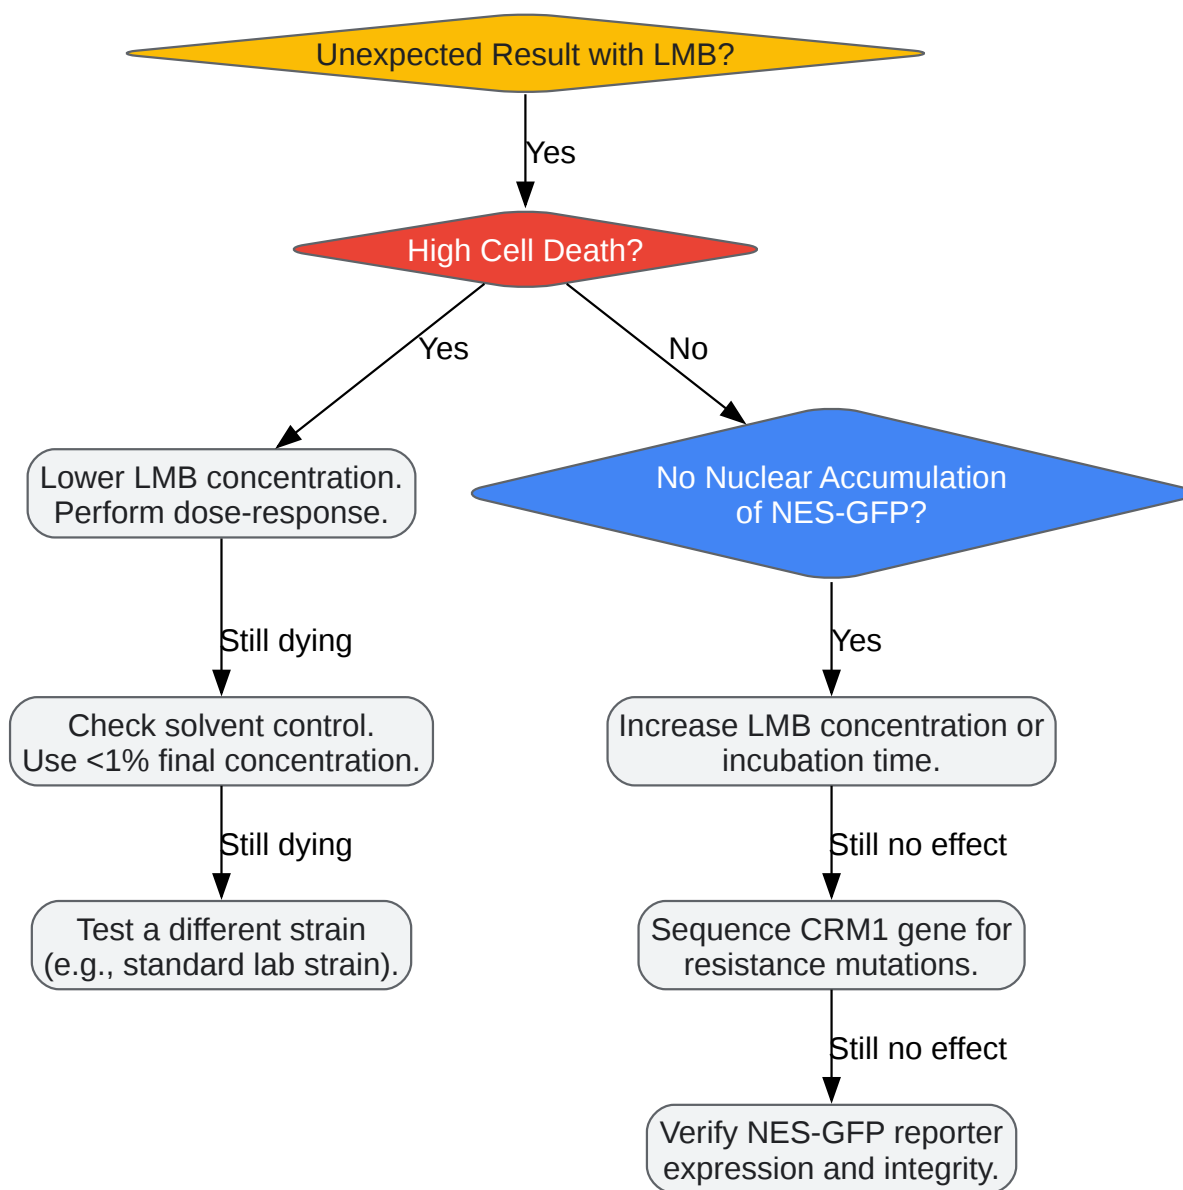 Unexpected Result with LMB?
Yes
High Cell Death?
Yes
No
Lower LMB concentration.
Perform dose-response.
No Nuclear Accumulation
of NES-GFP?
Still dying
Yes
Check solvent control.
Use <1% final concentration.
Increase LMB concentration or
incubation time.
Still dying
Still no effect
Test a different strain
(e.g., standard lab strain).
Sequence CRM1 gene for
resistance mutations.
Still no effect
Verify NES-GFP reporter
expression and integrity.